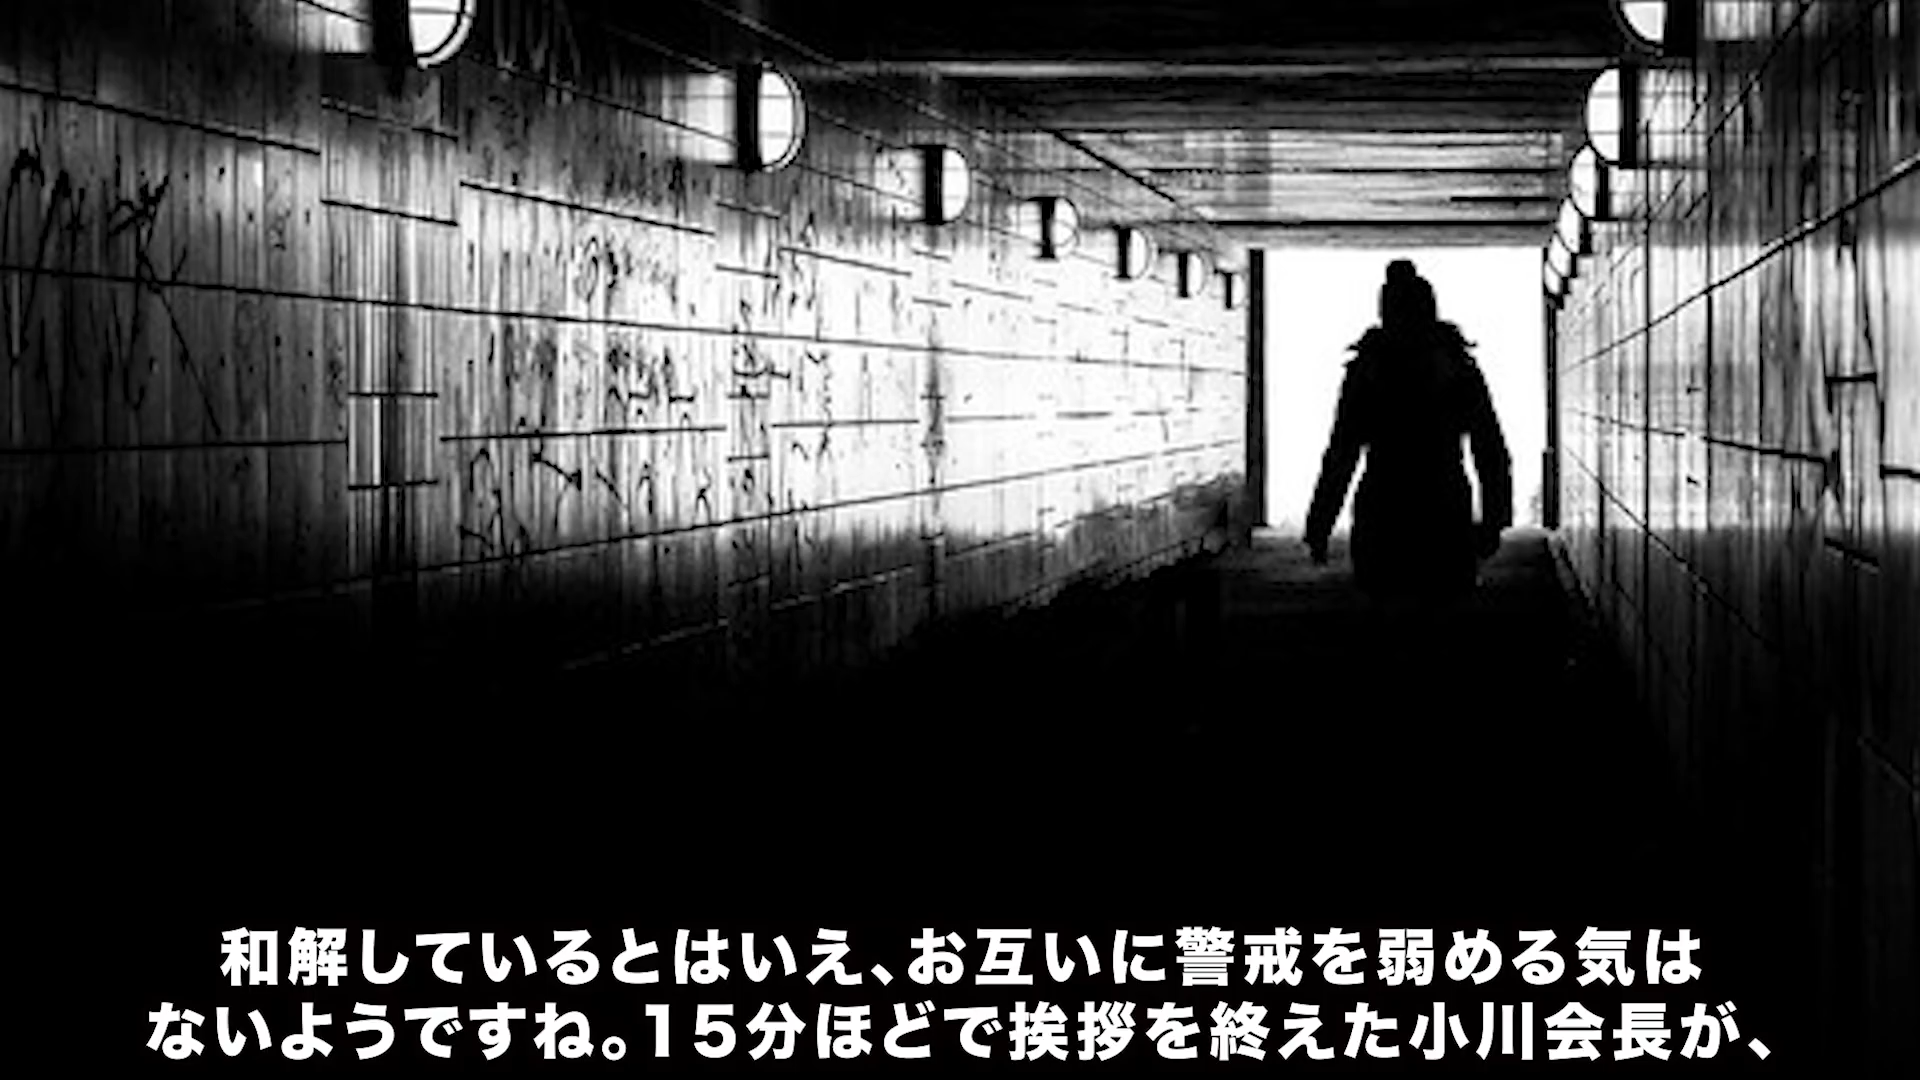 和解しているとはいえ、お互いに警戒を弱める気は
ないようですね。15分ほどで挨拶を終えた小川会長が、